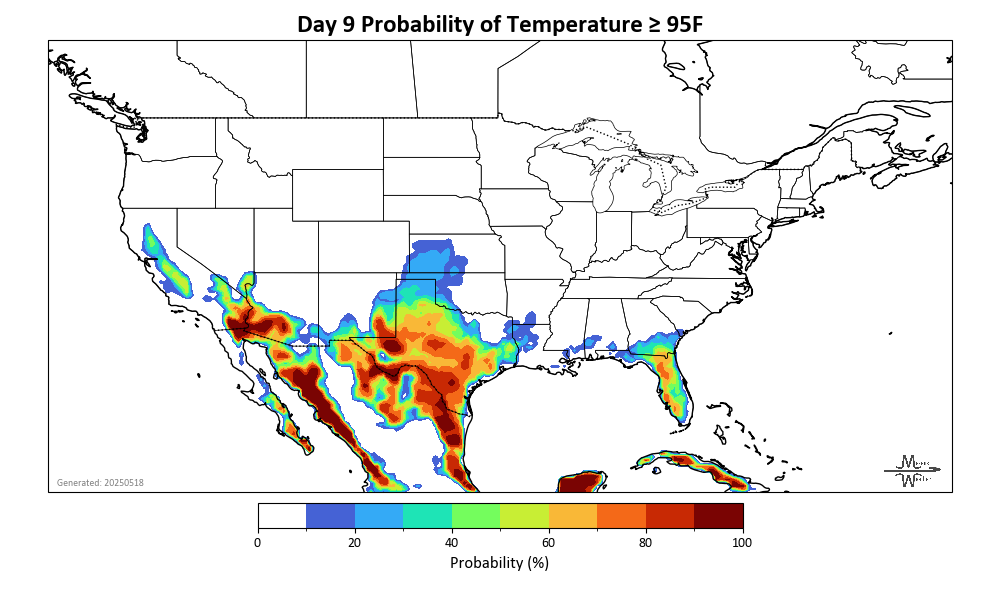 Day 9 Probability of Temperature ≥ 95F
Generated: 20250518
0 20 40 60 80 100
Probability (%)